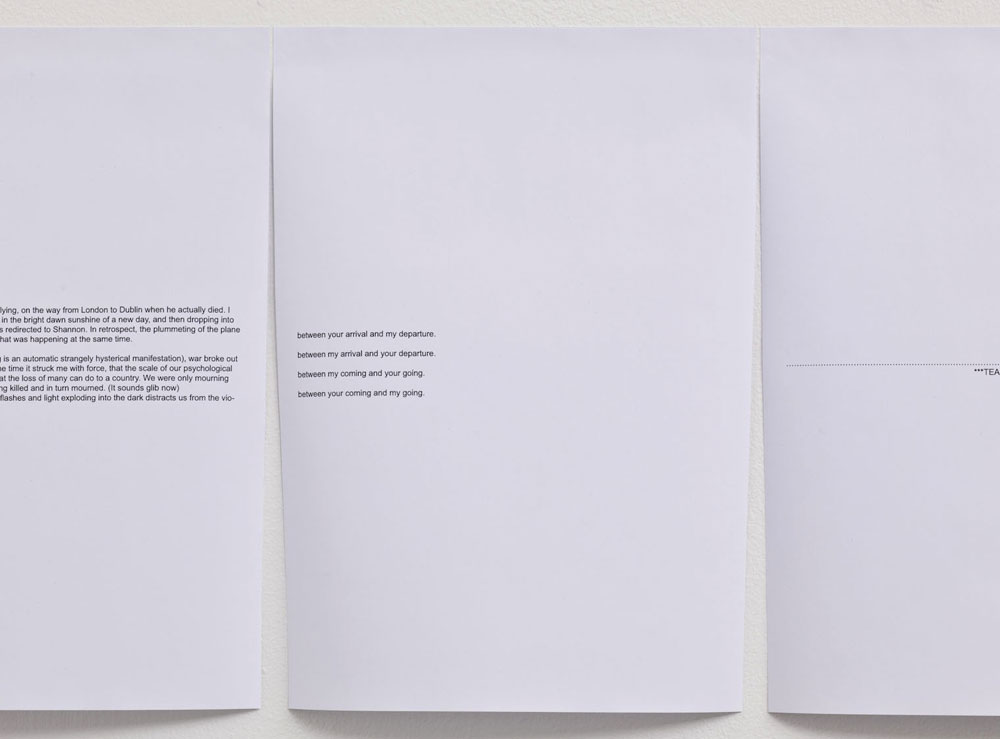 lying, on the way from London to Dublin when he actually died. I
in the bright dawn sunshine of a new day, and then dropping into
s redirected to Shannon. In retrospect, the plummeting of the plane
hat was happening at the same time.
is an automatic strangely hysterical manifestation), war broke out
e time it struck me with force, that the scale of our psychological
at the loss of many can do to a country. We were only mourning
ng killed and in turn mourned. (It sounds glib now)
flashes and light exploding into the dark distracts us from the vio-
between your arrival and my departure.
between my arrival and your departure.
between my coming and your going.
between your coming and my going.
***TEA